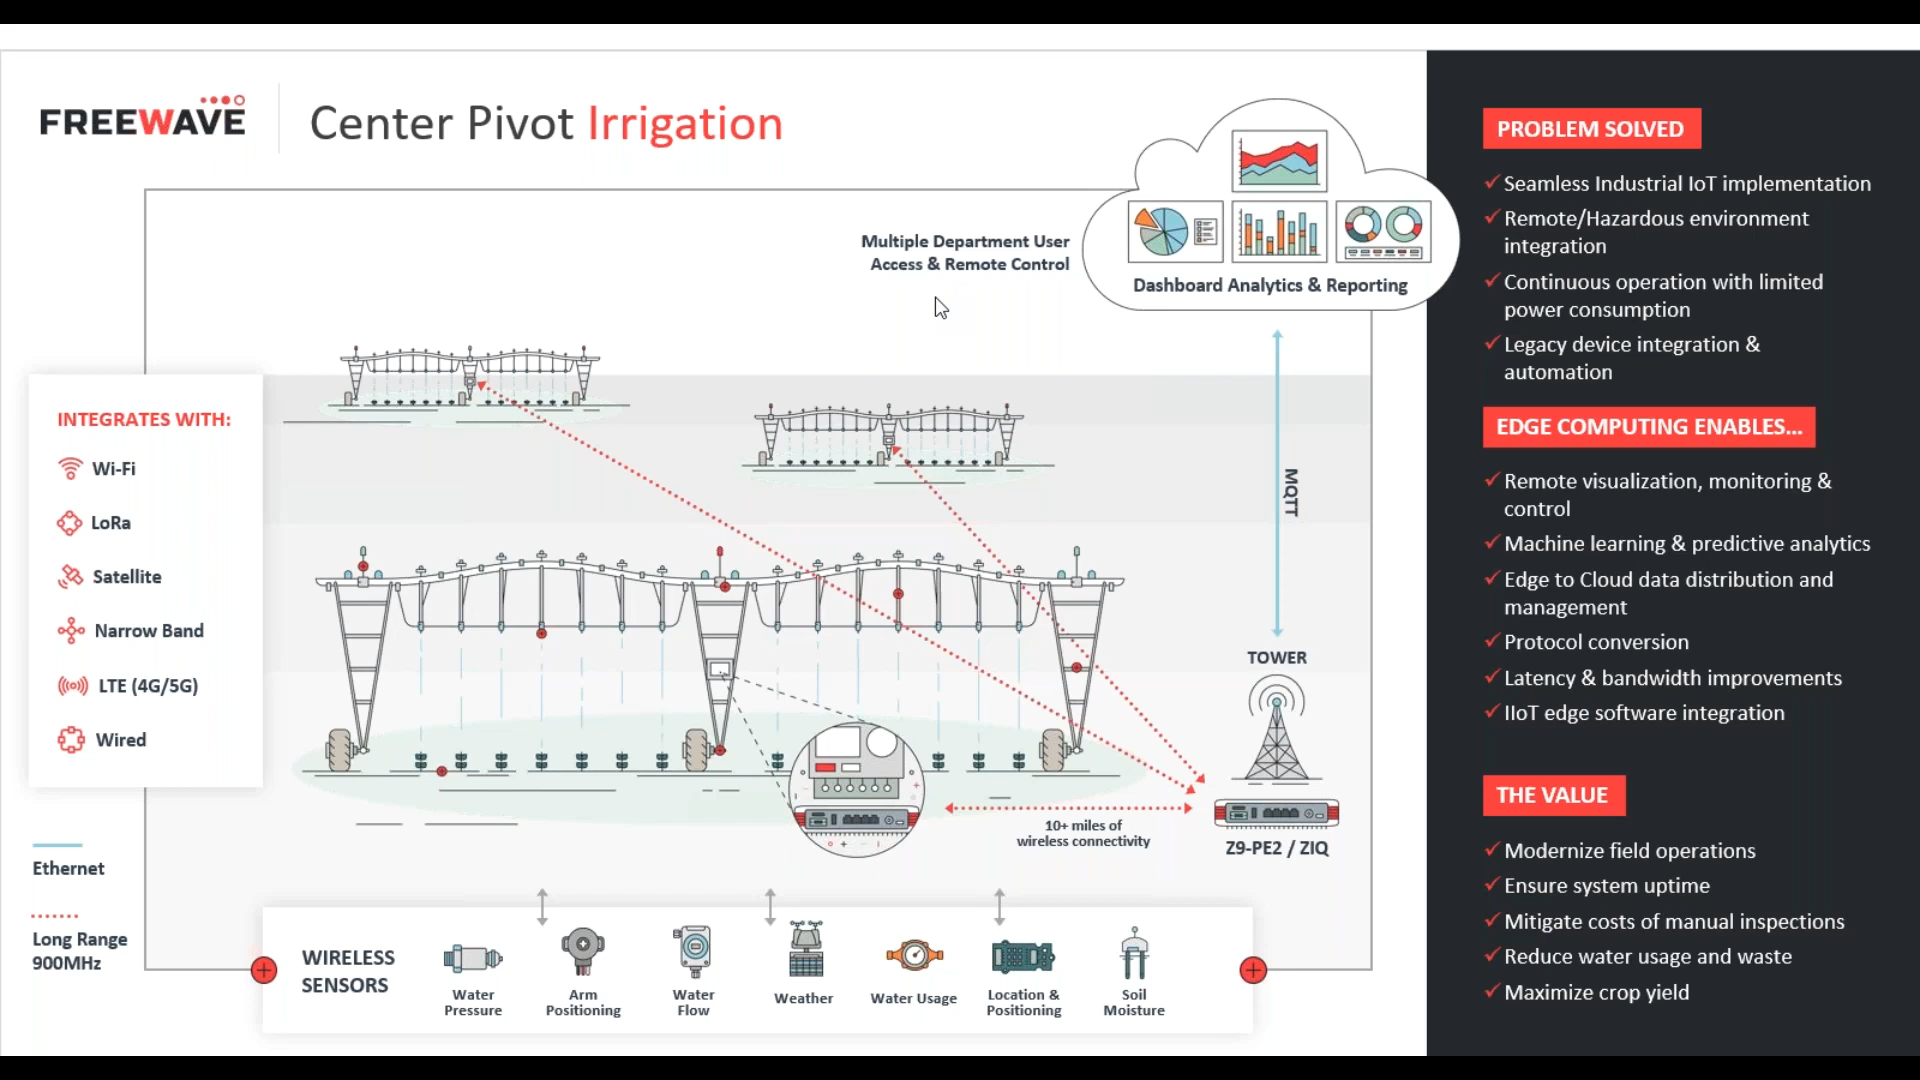 FREEWAVE
Center Pivot Irrigation
Multiple Department User
Access & Remote Control
Dashboard Analytics & Reporting
INTEGRATES WITH:
Wi-Fi
LoRa
Satellite
Narrow Band
LTE (4G/5G)
Wired
Ethernet
Long Range
900MHz
MQTT
TOWER
10+ miles of
wireless connectivity
Z9-PE2 / ZIQ
WIRELESS
SENSORS
Water
Pressure
Arm
Positioning
Water
Flow
Weather
Water Usage
Location &
Positioning
Soil
Moisture
PROBLEM SOLVED
Seamless Industrial IoT implementation
Remote/Hazardous environment
integration
Continuous operation with limited
power consumption
Legacy device integration &
automation
EDGE COMPUTING ENABLES...
Remote visualization, monitoring &
control
Machine learning & predictive analytics
Edge to Cloud data distribution and
management
Protocol conversion
Latency & bandwidth improvements
IIoT edge software integration
THE VALUE
Modernize field operations
Ensure system uptime
Mitigate costs of manual inspections
Reduce water usage and waste
Maximize crop yield